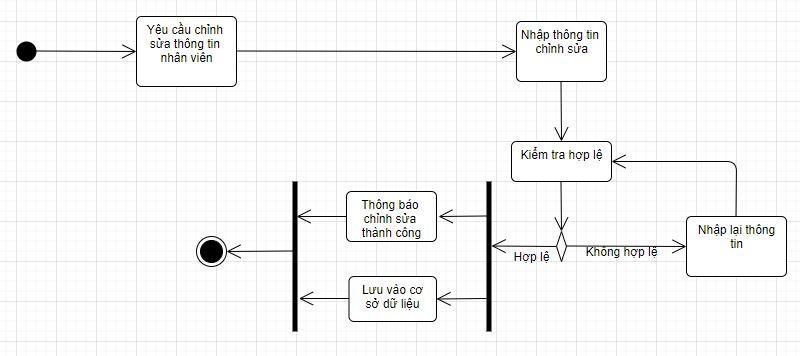 Yêu cầu chỉnh
sửa thông tin
nhân viên
Nhập thông tin
chỉnh sửa
Kiểm tra hợp lệ
Thông báo
chỉnh sửa
thành công
Hợp lệ
Không hợp lệ
Nhập lại thông
tin
Lưu vào cơ
sở dữ liệu